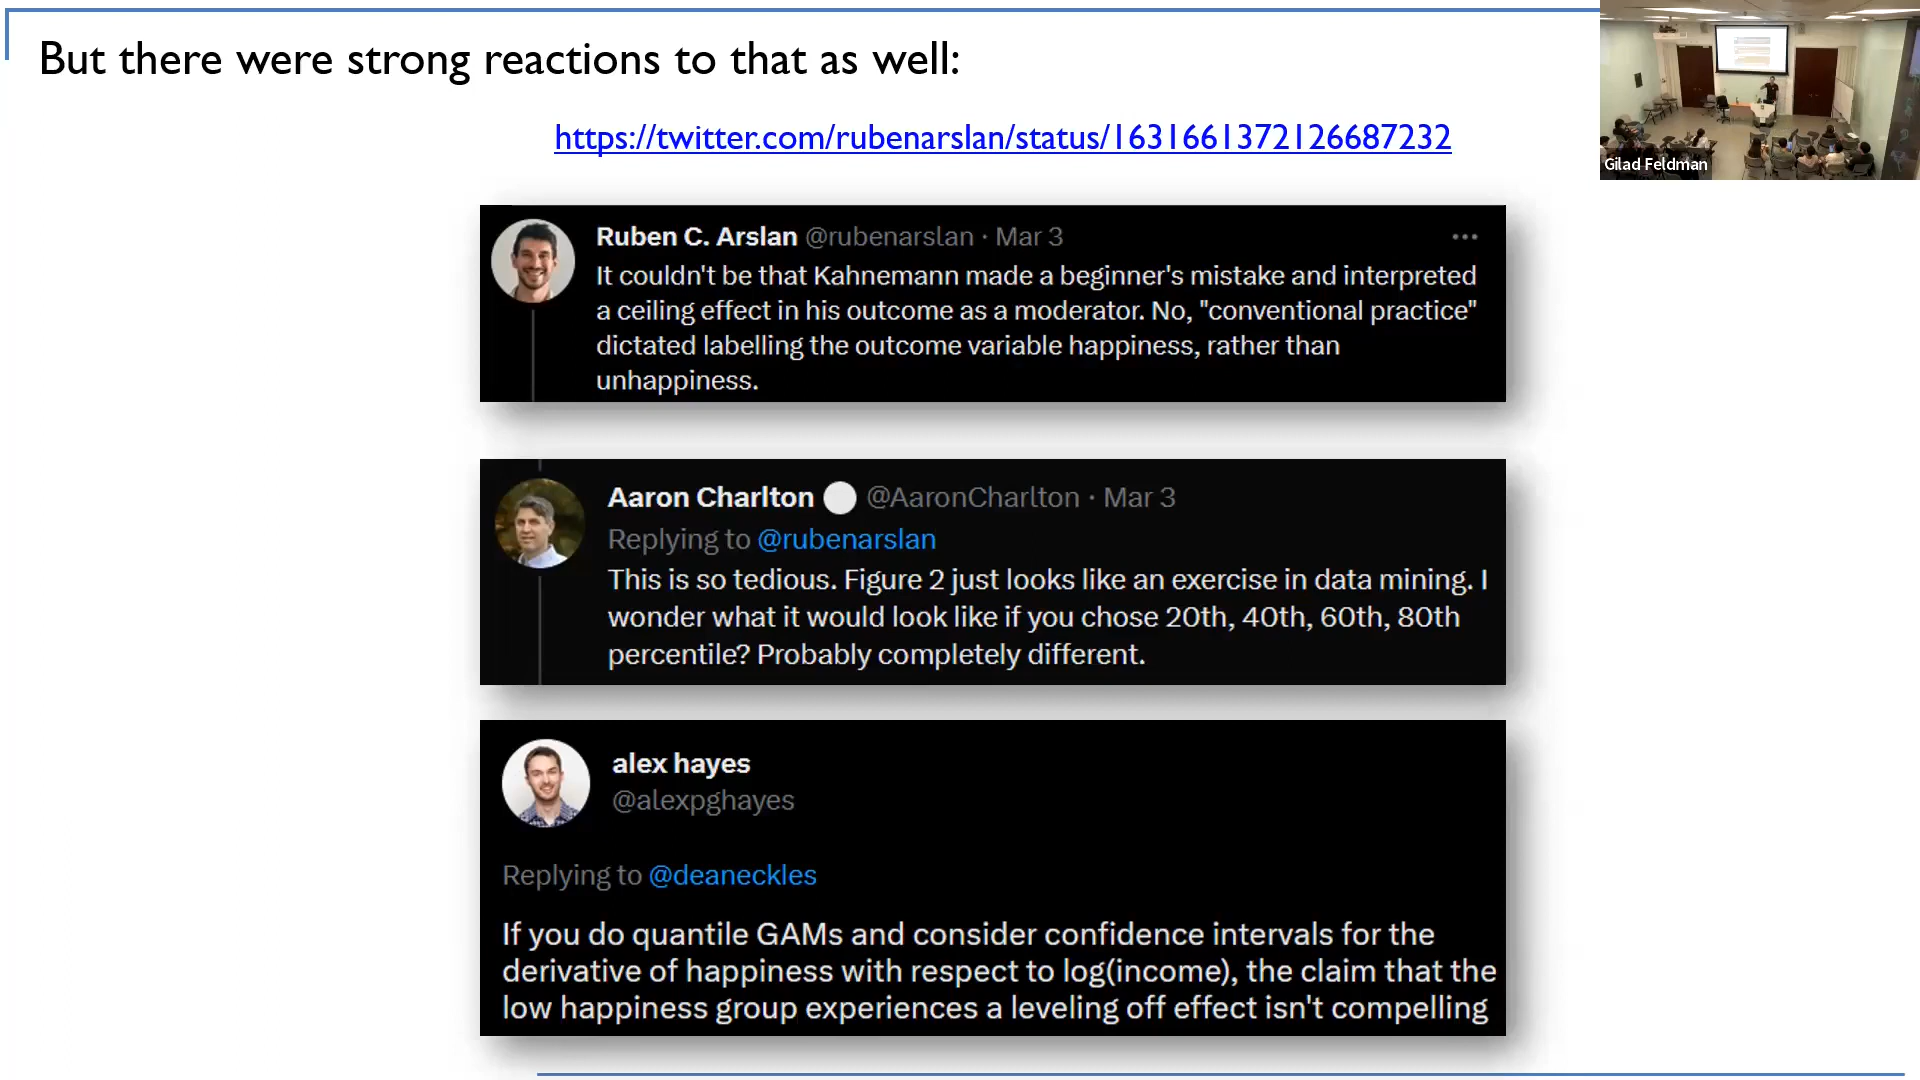 But there were strong reactions to that as well:
https://twitter.com/rubenarslan/status/1631661372126687232
Gilad Feldman
Ruben C. Arslan @rubenarslan · Mar 3
It couldn't be that Kahnemann made a beginner's mistake and interpreted
a ceiling effect in his outcome as a moderator. No, "conventional practice"
dictated labelling the outcome variable happiness, rather than
unhappiness.
Aaron Charlton @AaronCharlton · Mar 3
Replying to @rubenarslan
This is so tedious. Figure 2 just looks like an exercise in data mining. I
wonder what it would look like if you chose 20th, 40th, 60th, 80th
percentile? Probably completely different.
alex hayes
@alexpghayes
Replying to @deaneckles
If you do quantile GAMs and consider confidence intervals for the
derivative of happiness with respect to log(income), the claim that the
low happiness group experiences a leveling off effect isn't compelling